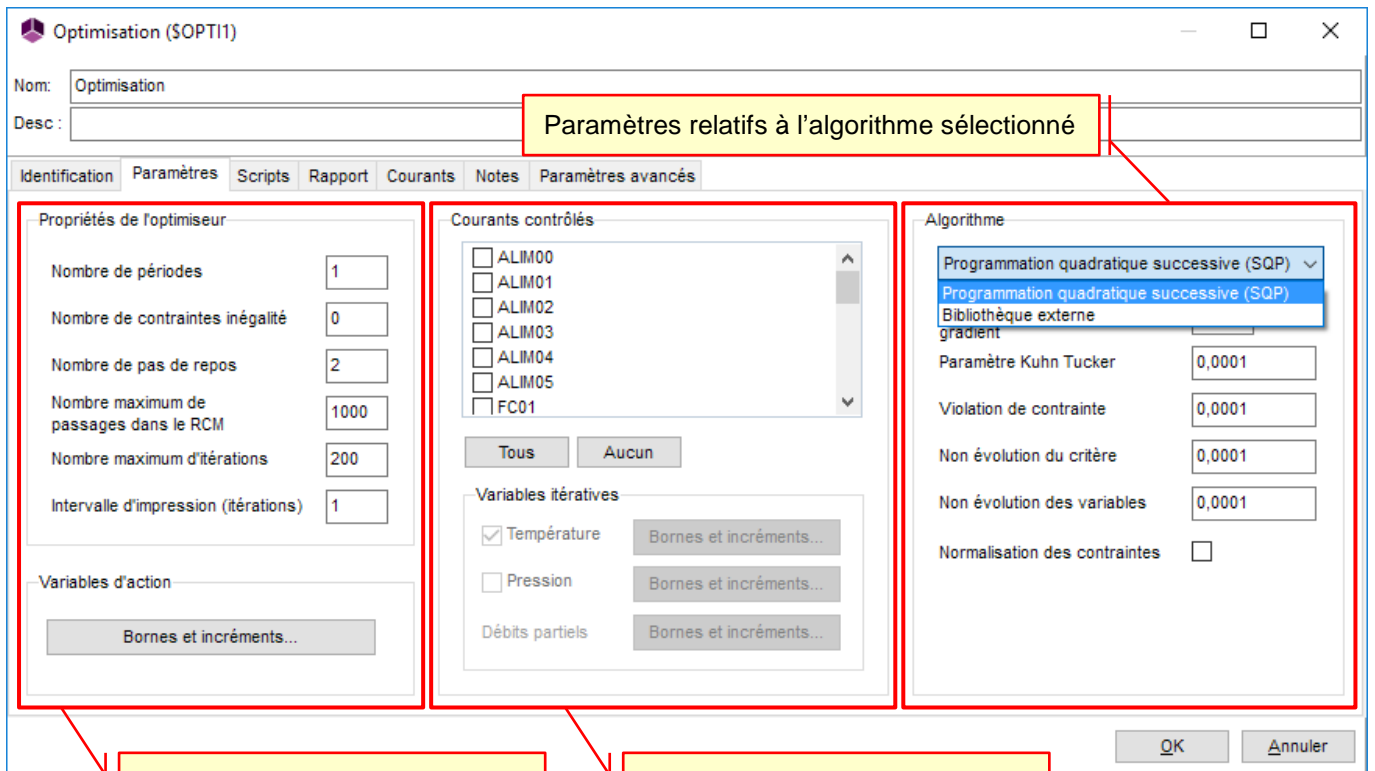 Optimisation ($OPTI1)
Nom: Optimisation
Desc :
Paramètres relatifs à l'algorithme sélectionné
Identification Paramètres Scripts Rapport Courants Notes Paramètres avancés
Propriétés de l'optimiseur
Nombre de périodes 1
Nombre de contraintes inégalité 0
Nombre de pas de repos 2
Nombre maximum de
passages dans le RCM 1000
Nombre maximum d'itérations 200
Intervalle d'impression (itérations) 1
Variables d'action
Bornes et incréments...
Courants contrôlés
ALIM00
ALIM01
ALIM02
ALIM03
ALIM04
ALIM05
FC01
Tous Aucun
Variables itératives
Température Bornes et incréments...
Pression Bornes et incréments...
Débits partiels Bornes et incréments...
Algorithme
Programmation quadratique successive (SQP)
Programmation quadratique successive (SQP)
Bibliothèque externe
gradient
Paramètre Kuhn Tucker 0,0001
Violation de contrainte 0,0001
Non évolution du critère 0,0001
Non évolution des variables 0,0001
Normalisation des contraintes
OK Annuler